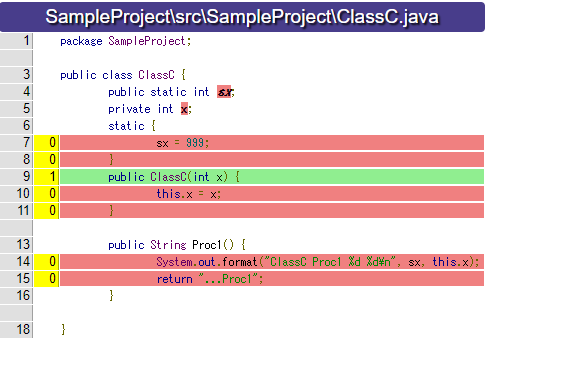 SampleProject\src\SampleProject\ClassC.java
1 package SampleProject;
3 public class ClassC {
4 public static int sx;
5 private int x;
6 static {
7 0 sx = 999;
8 0 }
9 1 public ClassC(int x) {
10 0 this.x = x;
11 0 }
13 public String Proc1() {
14 0 System.out.format("ClassC Proc1 %d %d¥n", sx, this.x);
15 0 return "...Proc1";
16 }
18 }